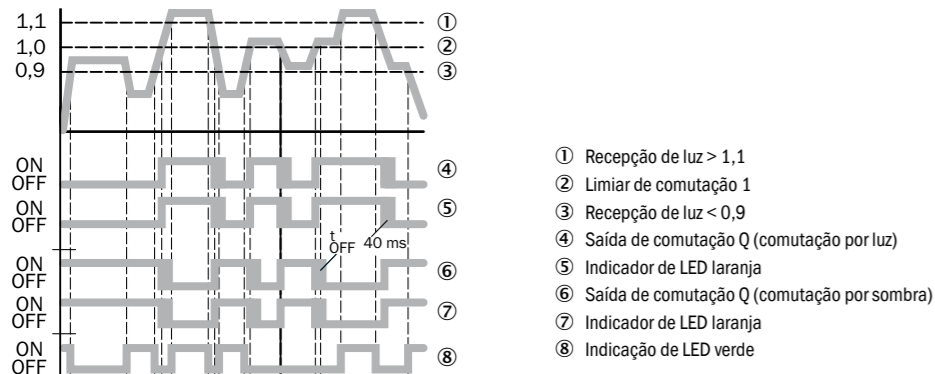 1,1 ①
1,0 ②
0,9 ③
ON
OFF ④
ON
OFF ⑤
t OFF 40 ms
ON
OFF ⑥
ON
OFF ⑦
ON
OFF ⑧
① Recepção de luz > 1,1
② Limiar de comutação 1
③ Recepção de luz < 0,9
④ Saída de comutação Q (comutação por luz)
⑤ Indicador de LED laranja
⑥ Saída de comutação Q (comutação por sombra)
⑦ Indicador de LED laranja
⑧ Indicação de LED verde